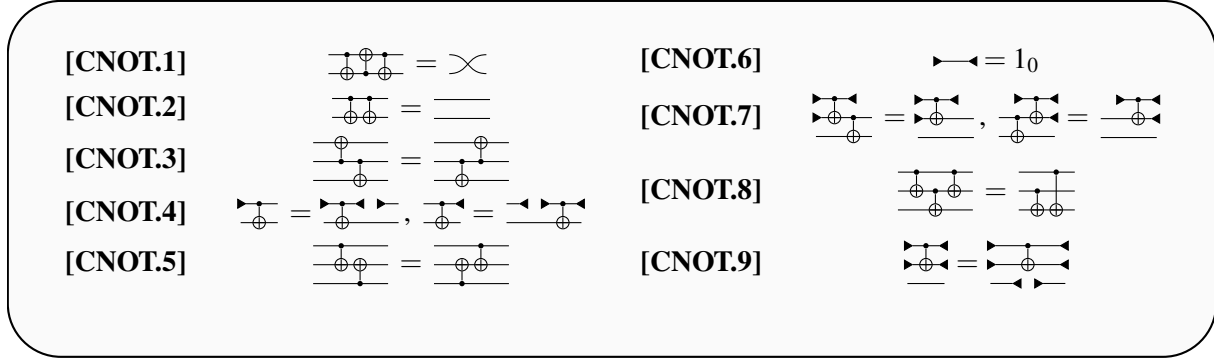 [CNOT.1] =
[CNOT.2] =
[CNOT.3] =
[CNOT.4] = , =
[CNOT.5] =
[CNOT.6] = 1₀
[CNOT.7] = , =
[CNOT.8] =
[CNOT.9] =